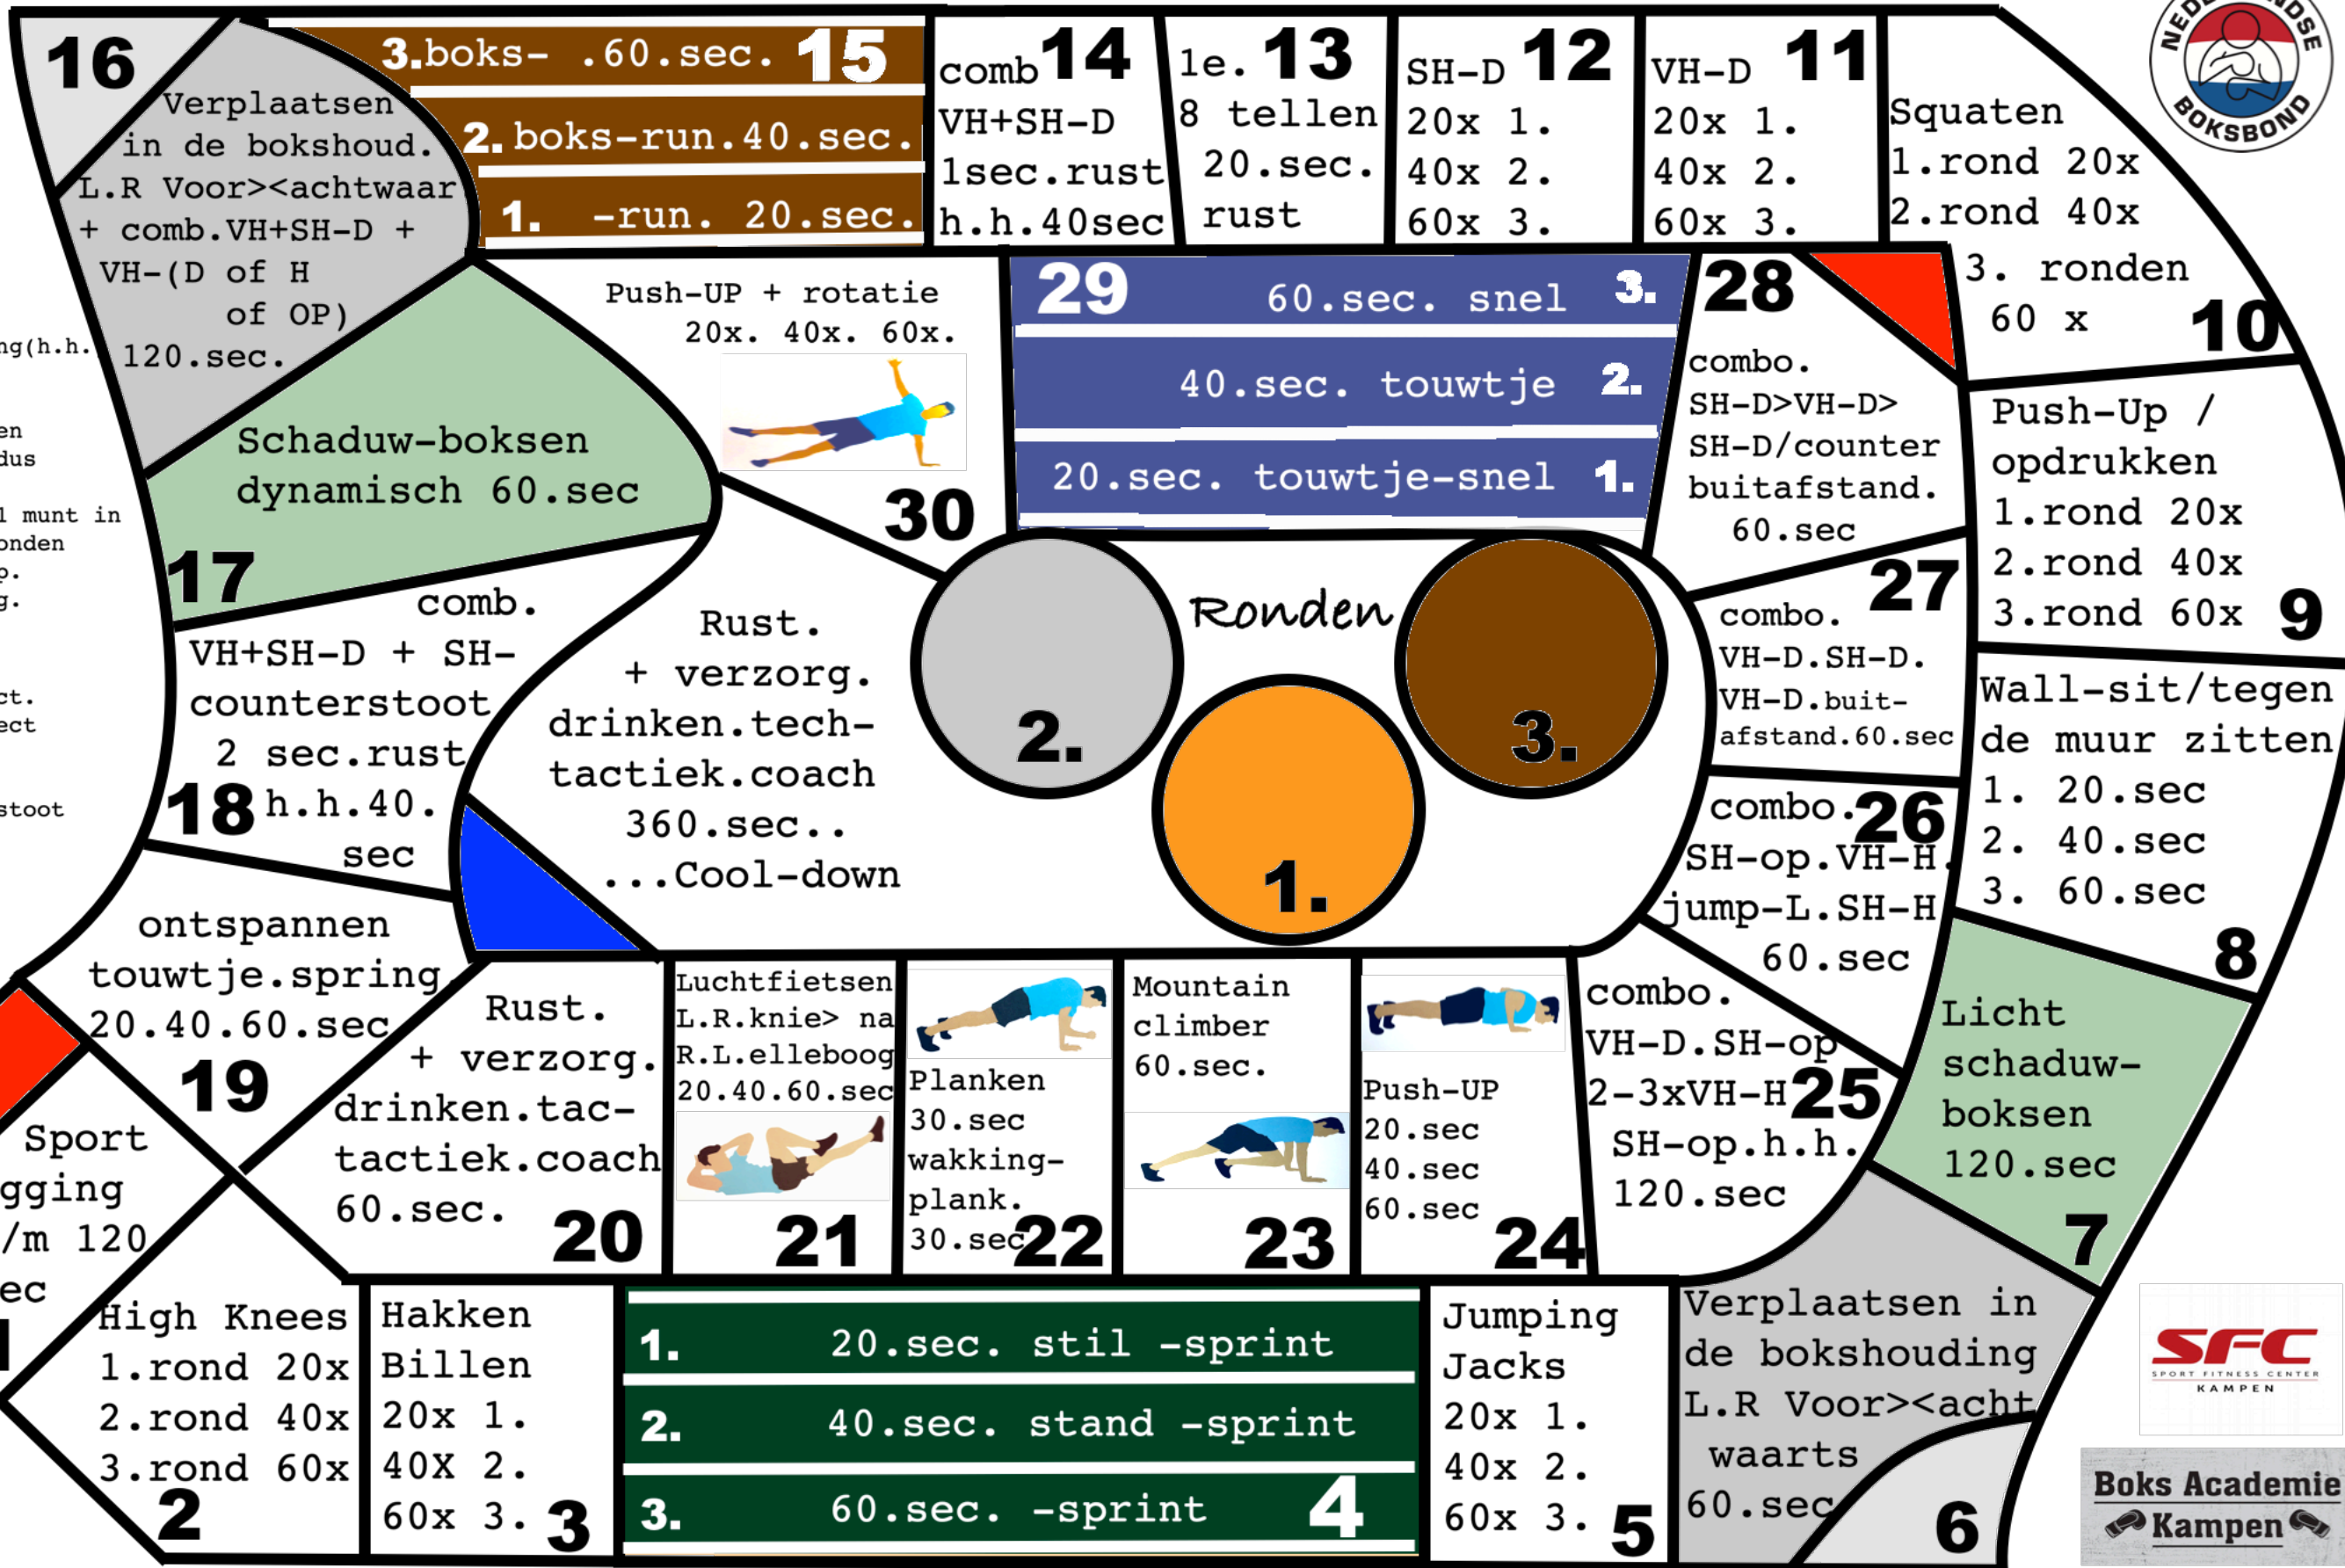 16
Verplaatsen
in de bokshoud.
L.R Voor><achtwaar
+ comb.VH+SH-D +
VH-(D of H
of OP)
120.sec.
3.boks- .60.sec. 15
2.boks-run.40.sec.
1. -run. 20.sec.
comb 14
VH+SH-D
1sec.rust
h.h.40sec
1e. 13
8 tellen
20.sec.
rust
SH-D 12
20x 1.
40x 2.
60x 3.
VH-D 11
20x 1.
40x 2.
60x 3.
Squaten
1.rond 20x
2.rond 40x
3. ronden
60 x 10
BOKSBOND
ng(h.h.
en
dus
l munt in
onden
p.
g.
ct.
ect
stoot
Schaduw-boksen
dynamisch 60.sec
17
Push-UP + rotatie
20x. 40x. 60x.
30
29 60.sec. snel 3.
40.sec. touwtje 2.
20.sec. touwtje-snel 1.
28
combo.
SH-D>VH-D>
SH-D/counter
buitafstand.
60.sec
Push-Up /
opdrukken
1.rond 20x
2.rond 40x
3.rond 60x 9
comb.
VH+SH-D + SH-
counterstoot
2 sec.rust
18 h.h.40.
sec
Rust.
+ verzorg.
drinken.tech-
tactiek.coach
360.sec..
...Cool-down
Ronden
2.
3.
1.
27
combo.
VH-D.SH-D.
VH-D.buit-
afstand.60.sec
Wall-sit/tegen
de muur zitten
1. 20.sec
2. 40.sec
3. 60.sec
8
combo. 26
SH-op.VH-H.
jump-L.SH-H
60.sec
ontspannen
touwtje.spring
20.40.60.sec
19
Rust.
+ verzorg.
drinken.tac-
tactiek.coach
60.sec.
20
Luchtfietsen
L.R.knie> na
R.L.elleboog
20.40.60.sec
21
Planken
30.sec
wakking-
plank.
30.sec 22
Mountain
climber
60.sec.
23
Push-UP
20.sec
40.sec
60.sec
24
combo.
VH-D.SH-op
2-3xVH-H 25
SH-op.h.h.
120.sec
Licht
schaduw-
boksen
120.sec
7
Sport
gging
/m 120
ec
High Knees
1.rond 20x
2.rond 40x
3.rond 60x
2
Hakken
Billen
20x 1.
40X 2.
60x 3. 3
1. 20.sec. stil -sprint
2. 40.sec. stand -sprint
3. 60.sec. -sprint 4
Jumping
Jacks
20x 1.
40x 2.
60x 3. 5
Verplaatsen in
de bokshouding
L.R Voor><acht
waarts
60.sec
6
SFC
SPORT FITNESS CENTER
KAMPEN
Boks Academie
Kampen